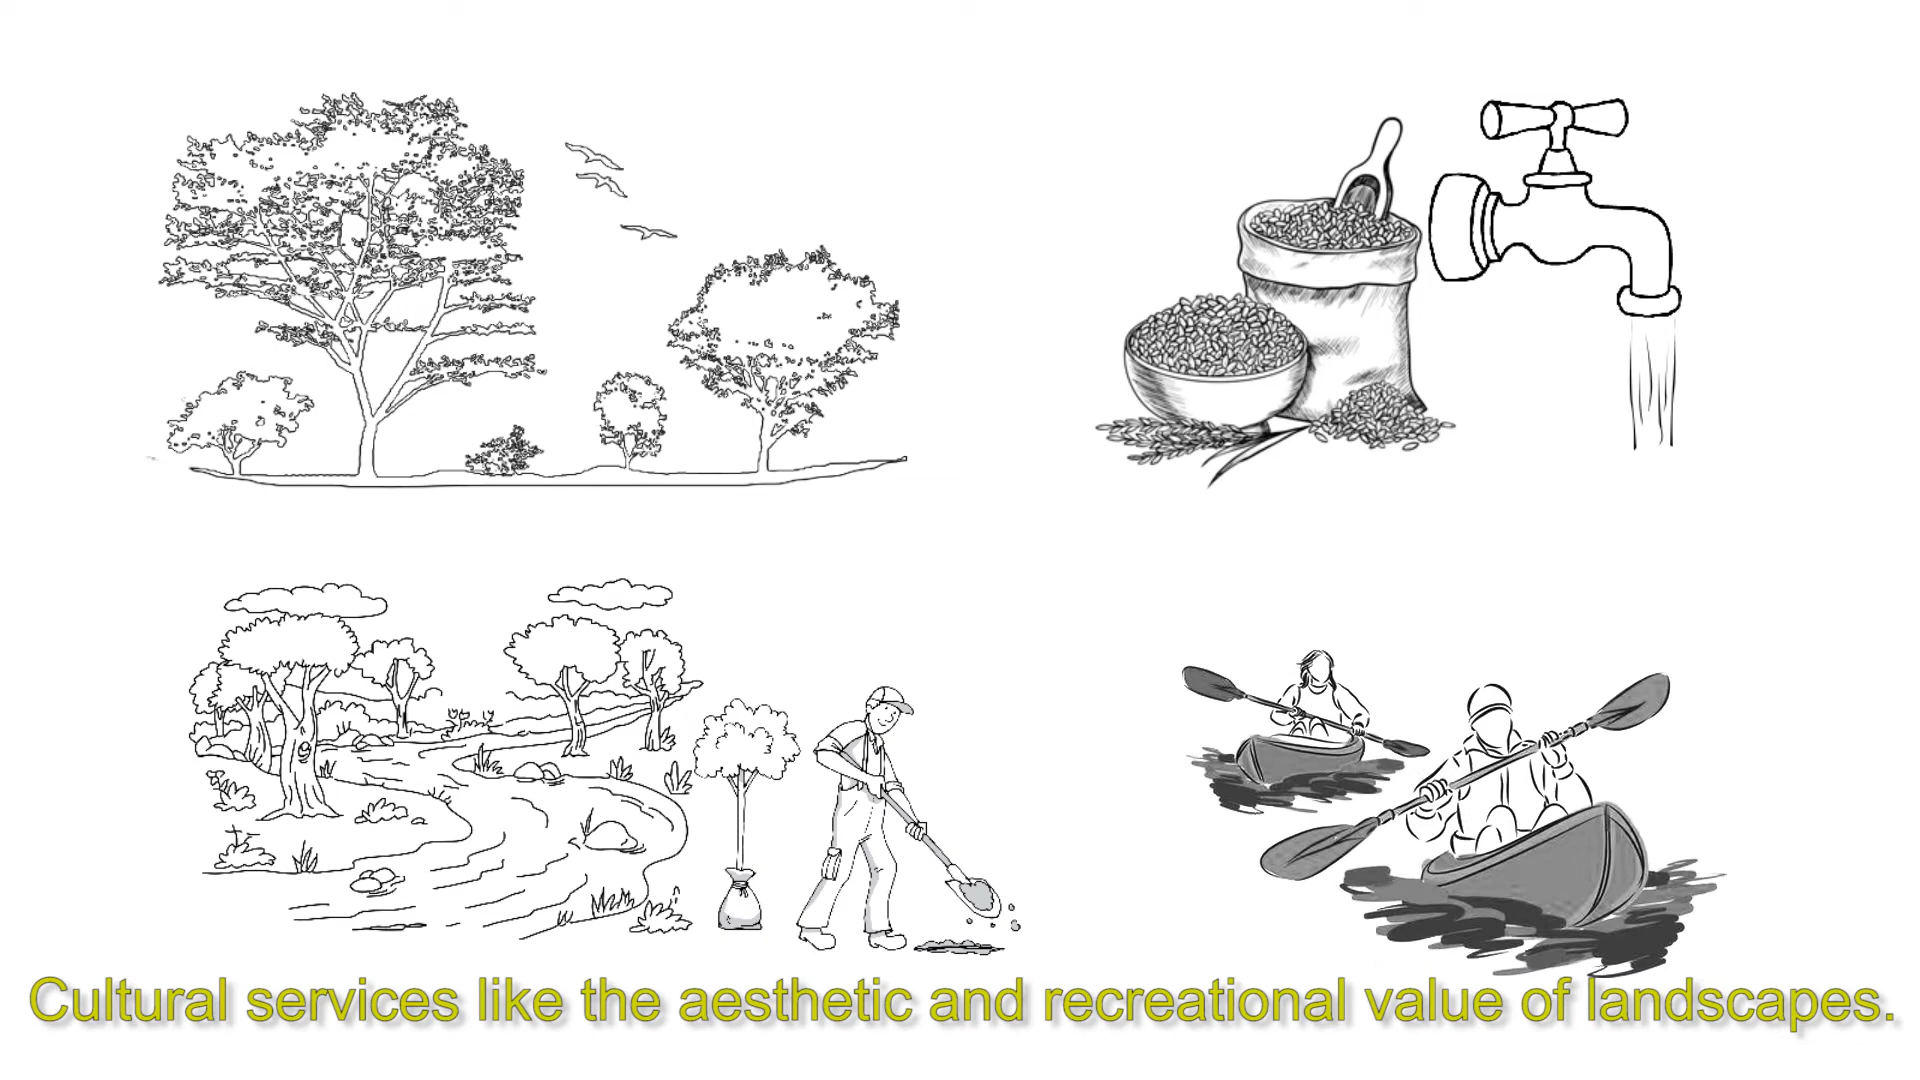 Cultural services like the aesthetic and recreational value of landscapes.